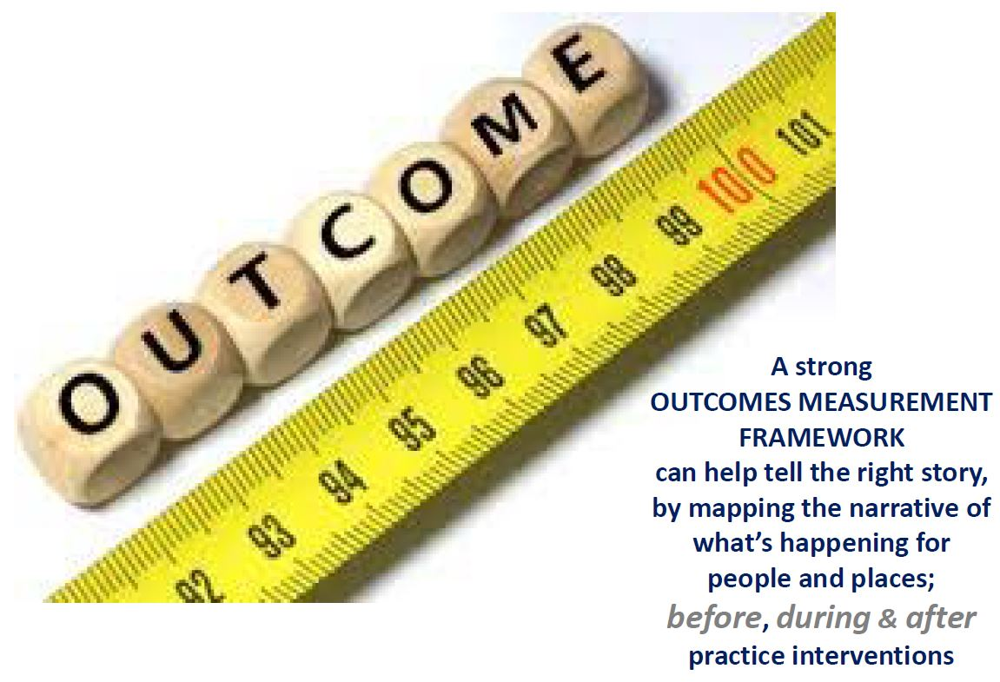 OUTCOME
92 93 94 95 96 97 98 99 100 101
A strong
OUTCOMES MEASUREMENT
FRAMEWORK
can help tell the right story,
by mapping the narrative of
what's happening for
people and places;
before, during & after
practice interventions